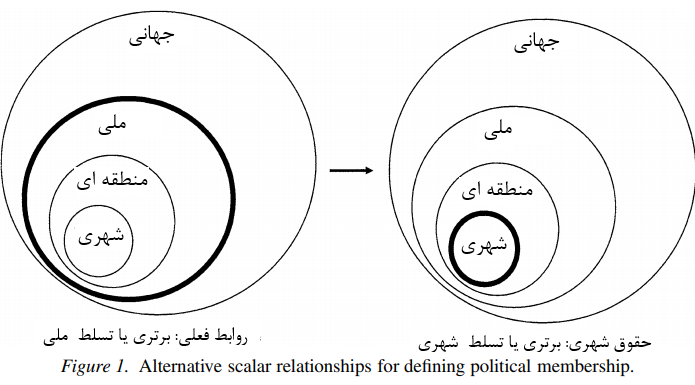 جهانی
ملی
منطقه ای
شهری
جهانی
ملی
منطقه ای
شهری
روابط فعلی: برتری یا تسلط ملی
حقوق شهری: برتری یا تسلط شهری
Figure 1. Alternative scalar relationships for defining political membership.